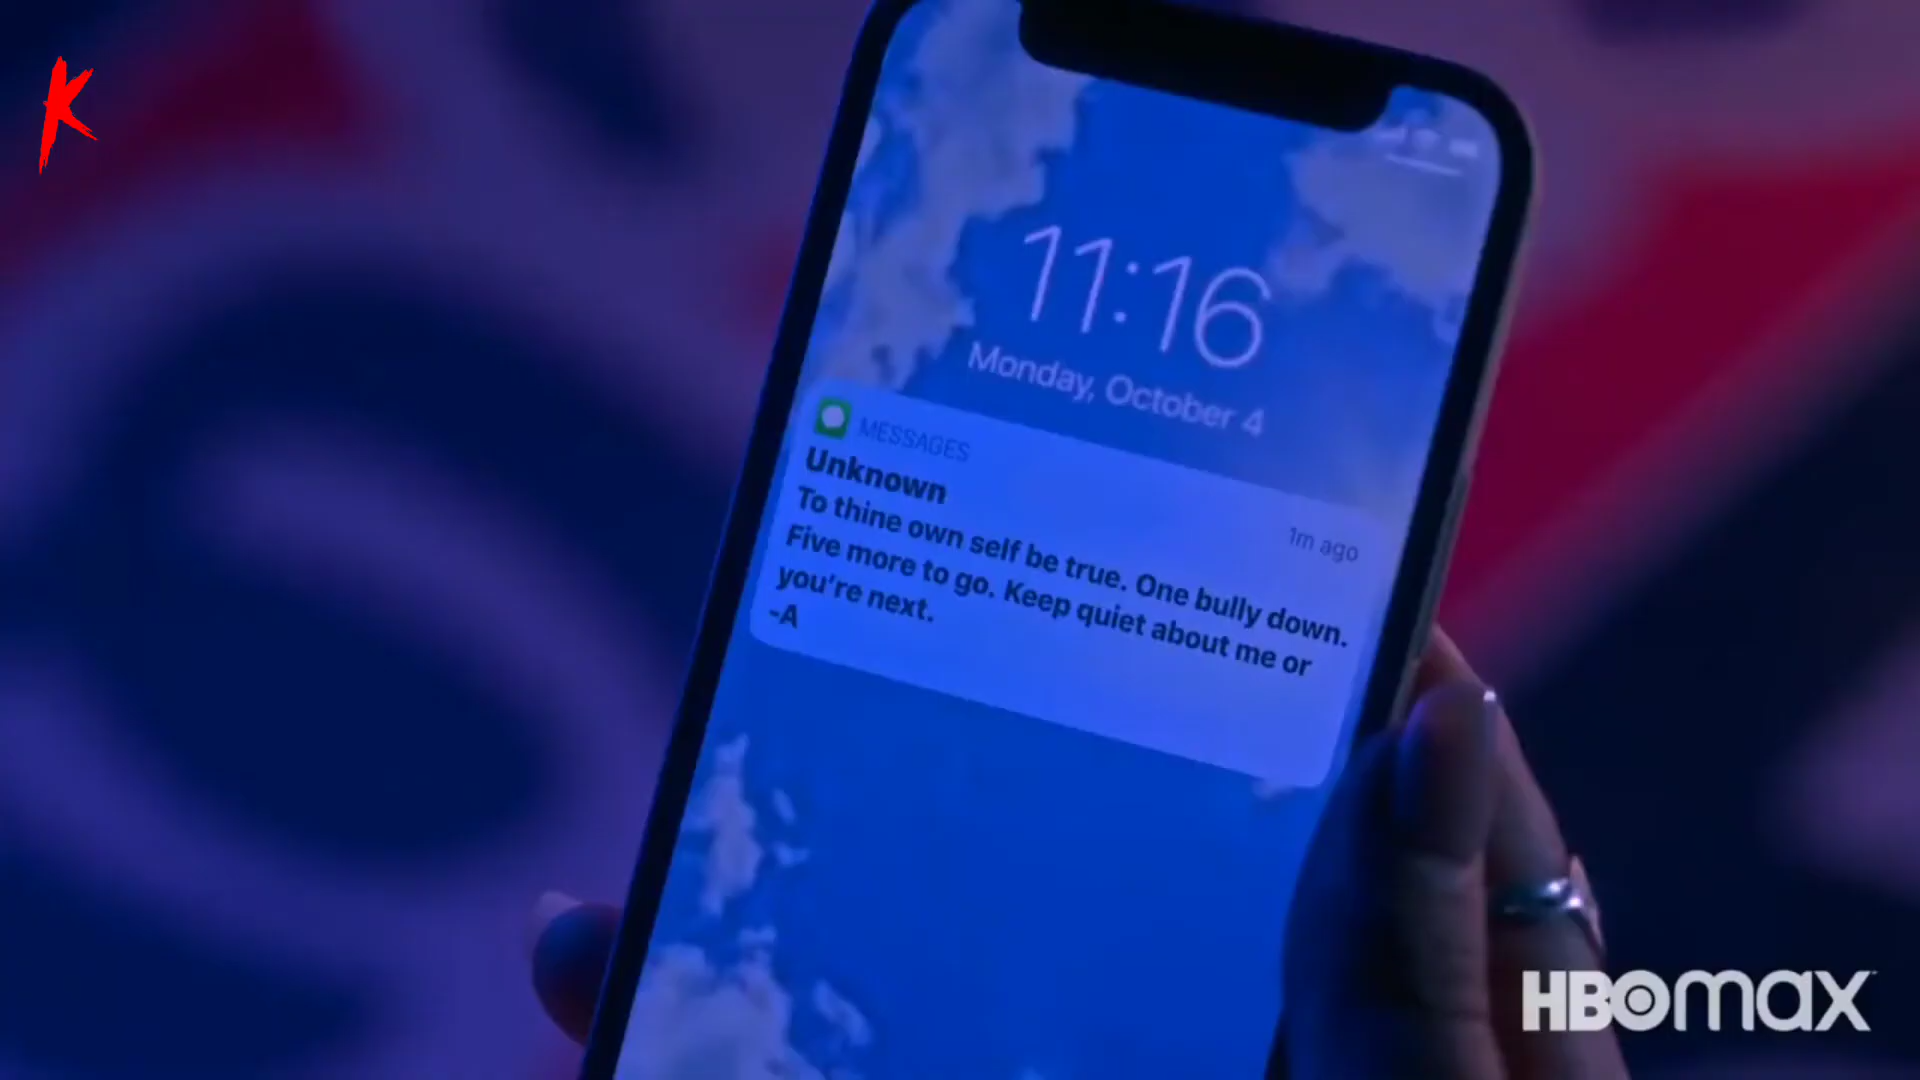 K
11:16
Monday, October 4
MESSAGES
1m ago
Unknown
To thine own self be true. One bully down.
Five more to go. Keep quiet about me or
you're next.
-A
HBOmax